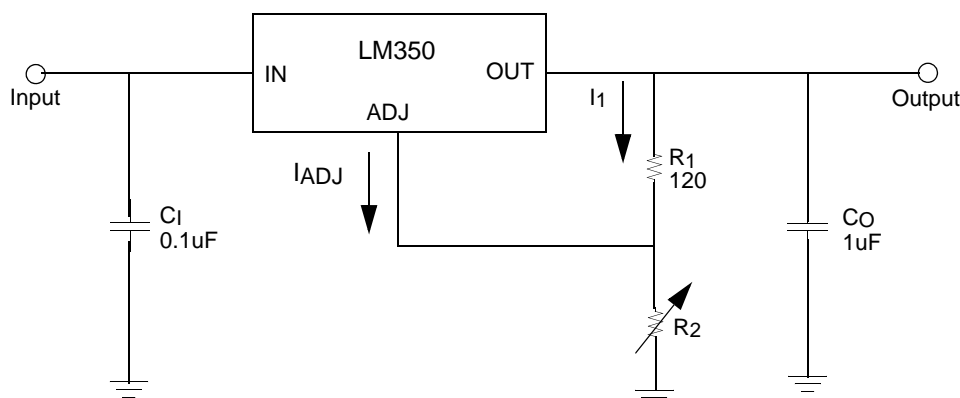 LM350
IN
OUT
ADJ
Input
Output
I1
IADJ
R1
120
CI
0.1uF
CO
1uF
R2